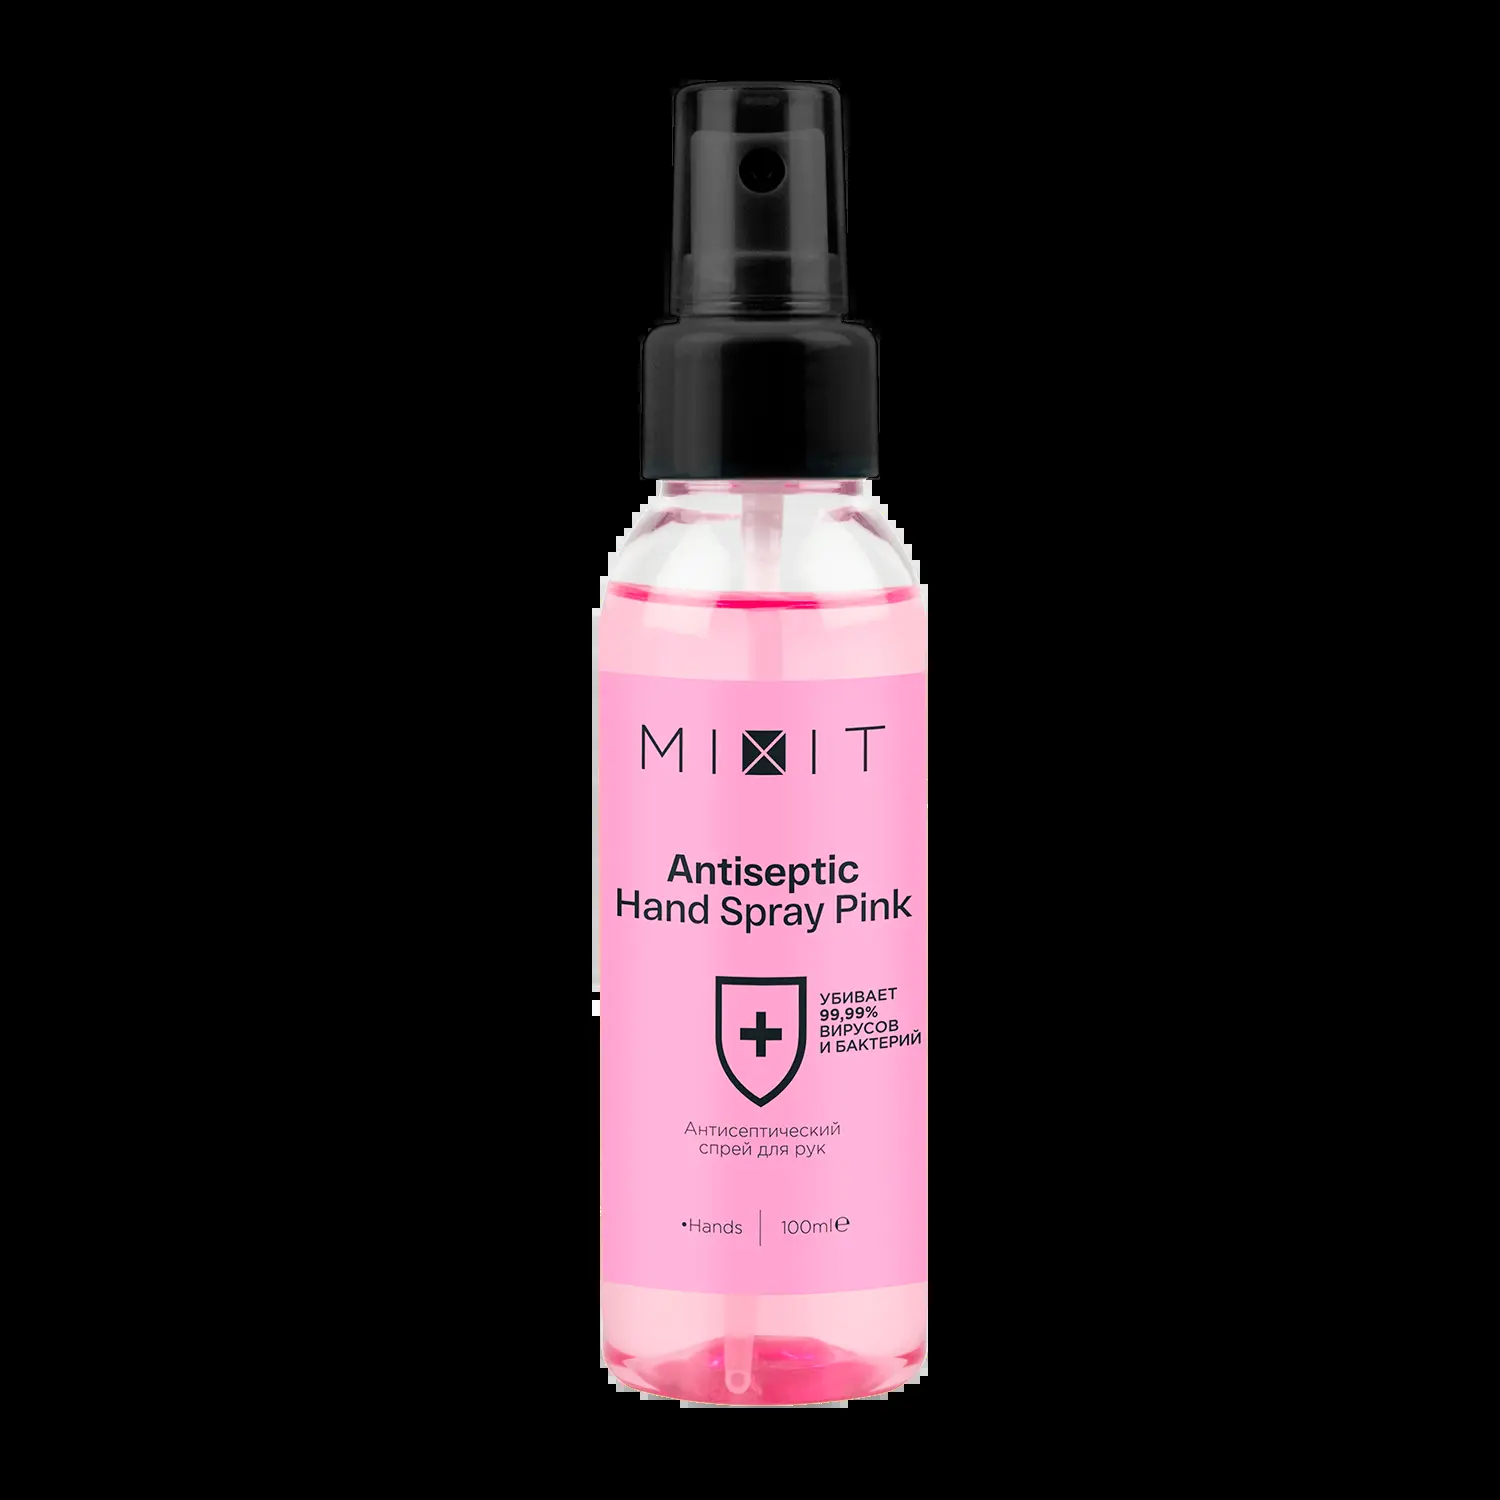 MIXIT
Antiseptic
Hand Spray Pink
УБИВАЕТ
99,99%
ВИРУСОВ
И БАКТЕРИЙ
Антисептический
спрей для рук
•Hands | 100ml℮